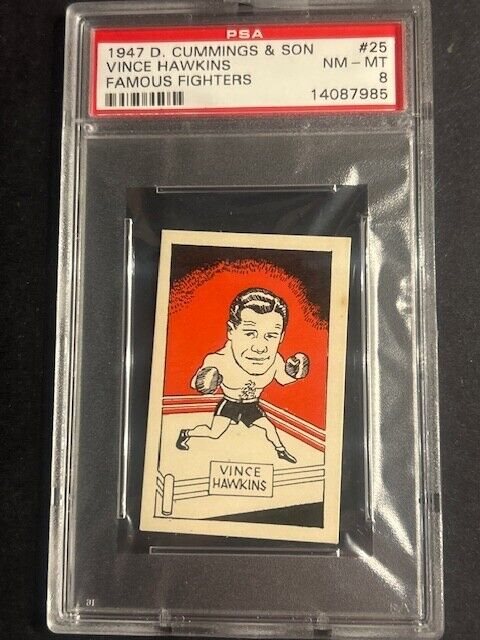 PSA
1947 D. CUMMINGS & SON #25
VINCE HAWKINS NM - MT
FAMOUS FIGHTERS 8
14087985
VINCE
HAWKINS